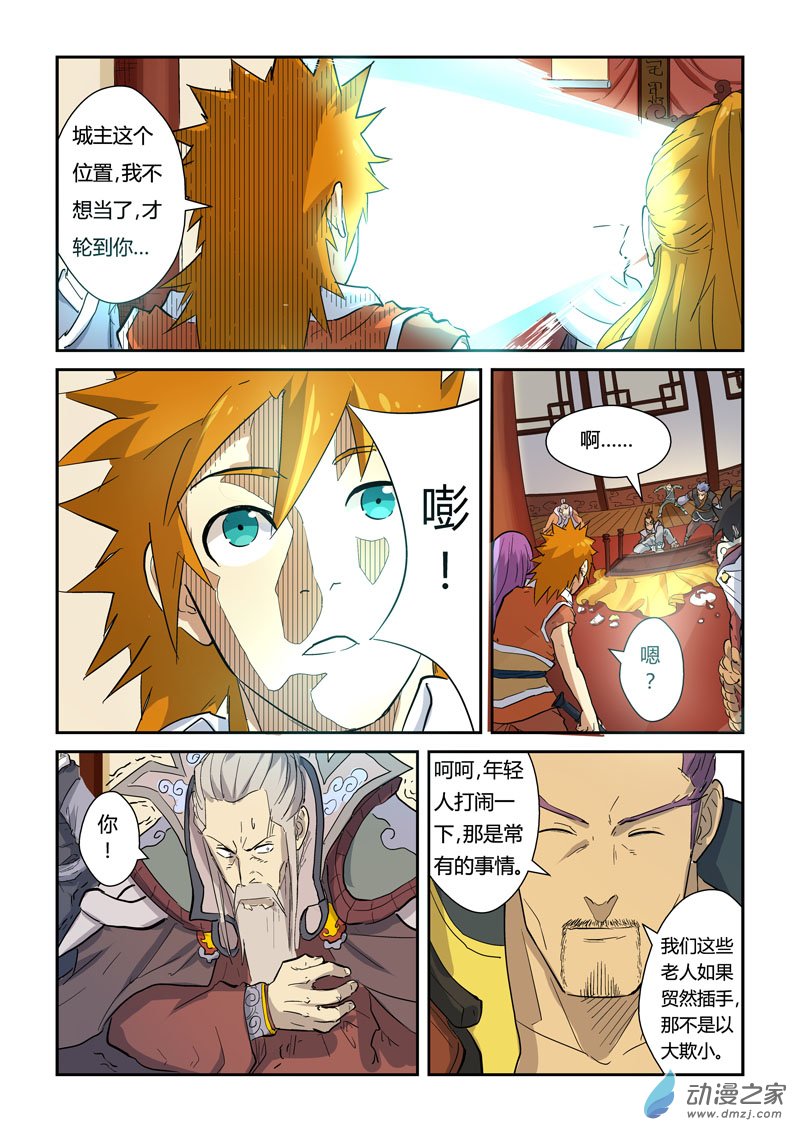 城主这个
位置,我不
想当了,才
轮到你...
嘭!
啊……
嗯?
你!
呵呵,年轻
人打闹一
下,那是常
有的事情。
我们这些
老人如果
贸然插手,
那不是以
大欺小。
动漫之家
www.dmzj.com